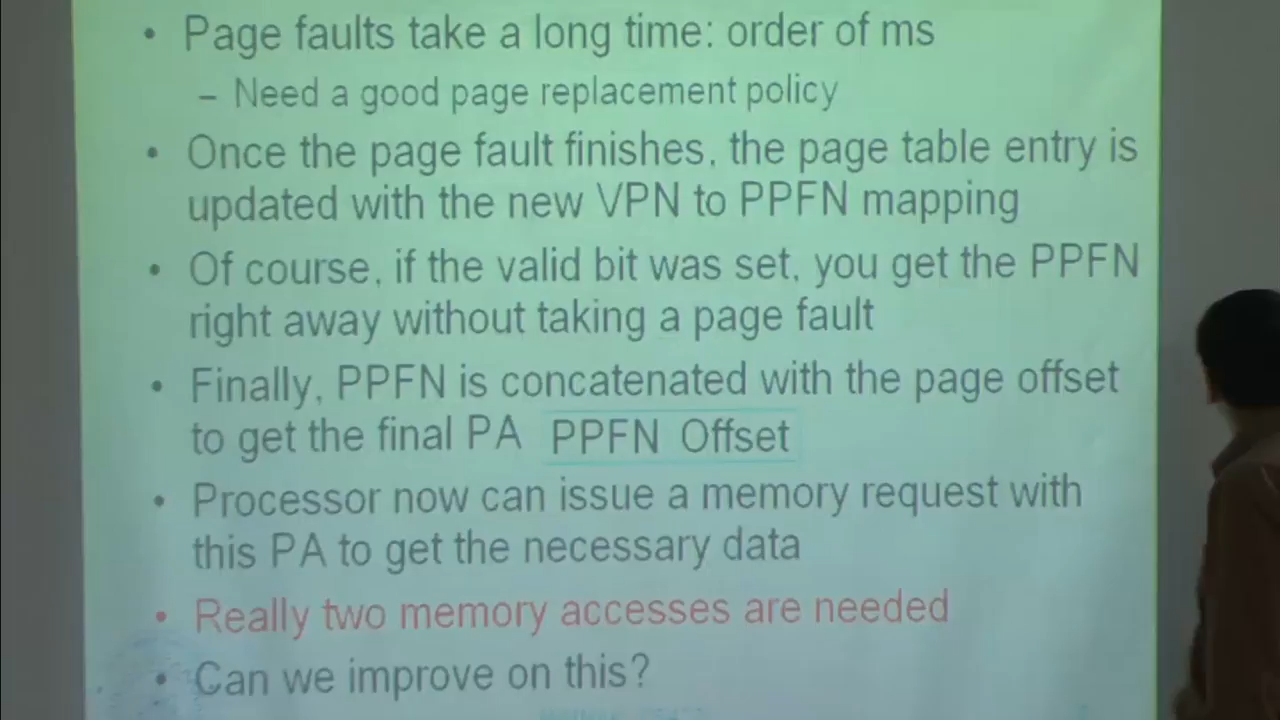 • Page faults take a long time: order of ms
– Need a good page replacement policy
• Once the page fault finishes, the page table entry is
updated with the new VPN to PPFN mapping
• Of course, if the valid bit was set, you get the PPFN
right away without taking a page fault
• Finally, PPFN is concatenated with the page offset
to get the final PA PPFN Offset
• Processor now can issue a memory request with
this PA to get the necessary data
• Really two memory accesses are needed
• Can we improve on this?